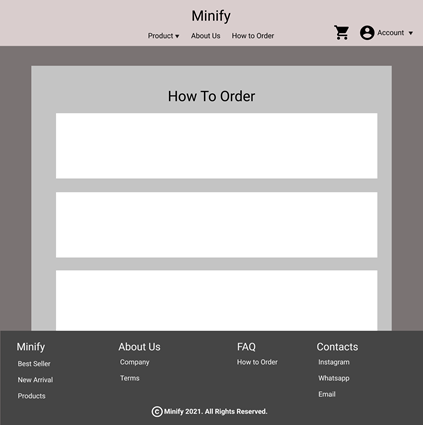 Minify
Product About Us How to Order
Account
How To Order
Minify About Us FAQ Contacts
Best Seller Company How to Order Instagram
New Arrival Terms Whatsapp
Products Email
© Minify 2021. All Rights Reserved.